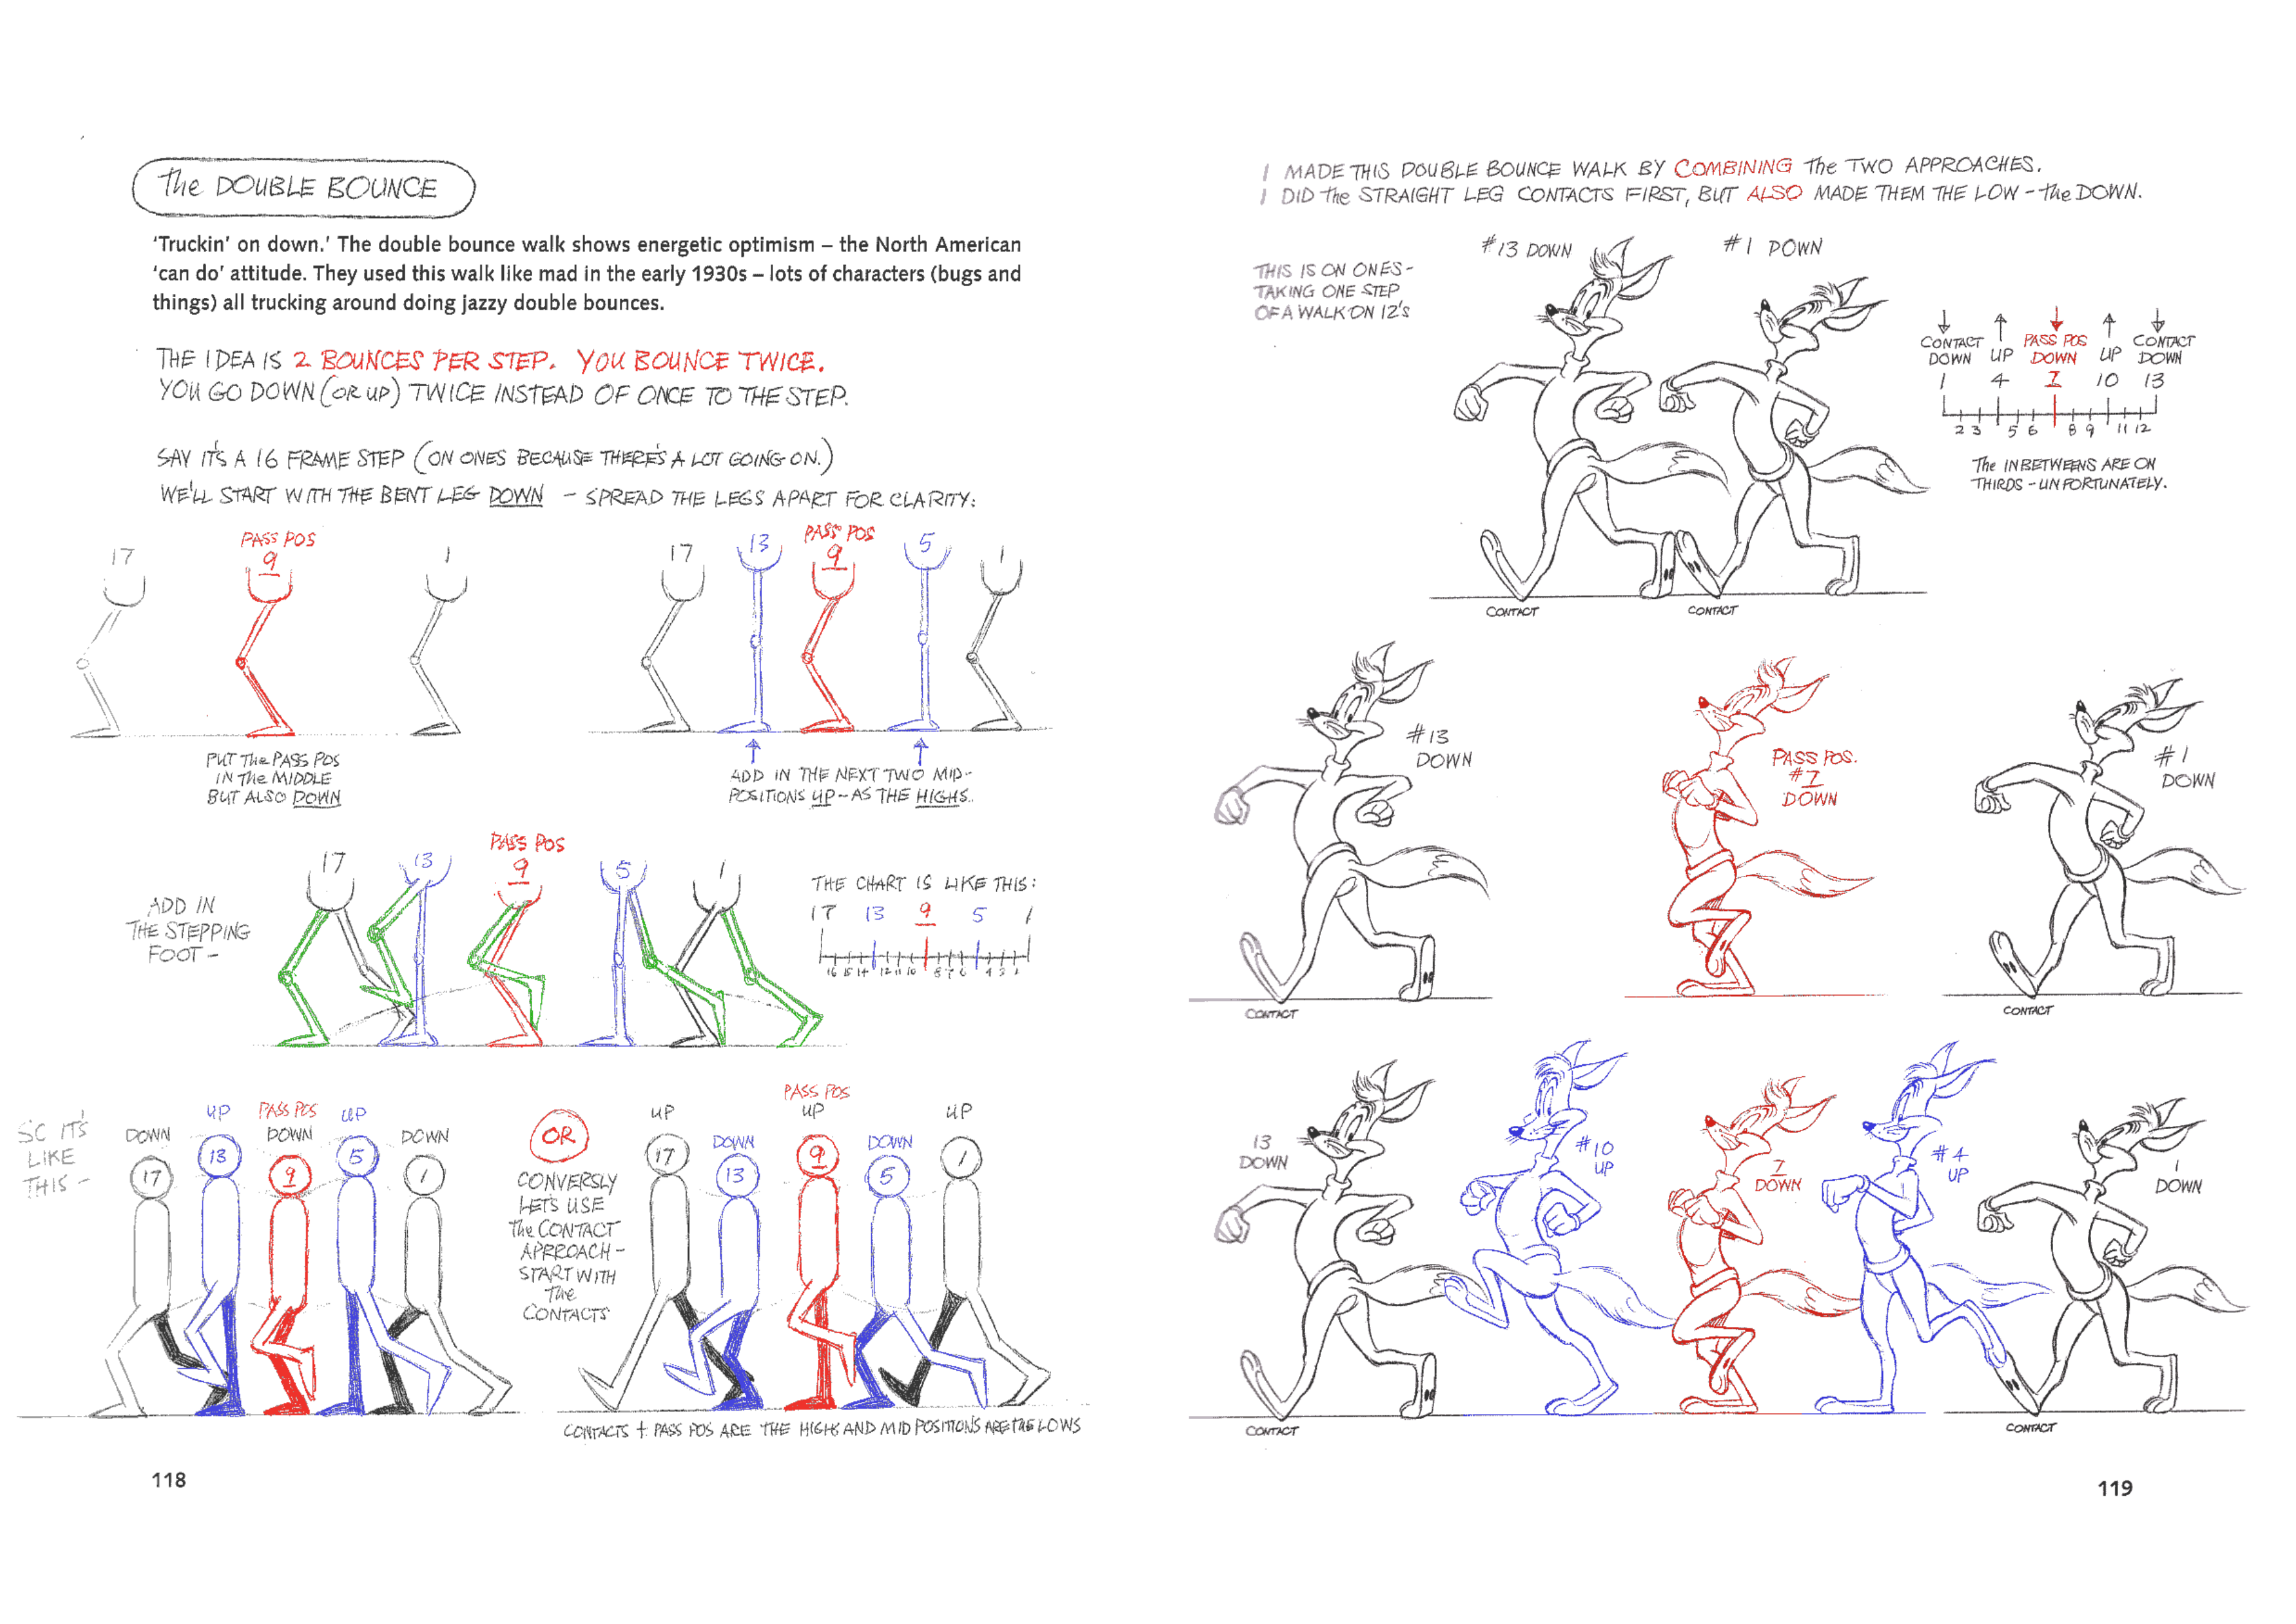 The DOUBLE BOUNCE
'Truckin' on down.' The double bounce walk shows energetic optimism – the North American
'can do' attitude. They used this walk like mad in the early 1930s – lots of characters (bugs and
things) all trucking around doing jazzy double bounces.
THE IDEA IS 2 BOUNCES PER STEP. YOU BOUNCE TWICE.
YOU GO DOWN (OR UP) TWICE INSTEAD OF ONCE TO THE STEP.
SAY IT'S A 16 FRAME STEP (ON ONES BECAUSE THERE'S A LOT GOING ON.)
WE'LL START WITH THE BENT LEG DOWN – SPREAD THE LEGS APART FOR CLARITY:
17
PASS POS
9
1
17
13
PASS POS
9
5
1
PUT The PASS POS
IN The MIDDLE
BUT ALSO DOWN
ADD IN THE NEXT TWO MID-
POSITIONS UP – AS THE HIGHS.
ADD IN
THE STEPPING
FOOT –
17
13
PASS POS
9
5
1
THE CHART IS LIKE THIS:
17 13 9 5 1
16 15 14 12 11 10 8 7 6 4 3 2
SO IT'S
LIKE
THIS –
DOWN
17
UP
13
PASS POS
DOWN
9
UP
5
DOWN
1
OR
CONVERSLY
LET'S USE
The CONTACT
APPROACH –
START WITH
The
CONTACTS
UP
17
DOWN
13
PASS POS
UP
9
DOWN
5
UP
1
CONTACTS + PASS POS ARE THE HIGHS AND MID POSITIONS ARE THE LOWS
118
I MADE THIS DOUBLE BOUNCE WALK BY COMBINING The TWO APPROACHES.
I DID The STRAIGHT LEG CONTACTS FIRST, BUT ALSO MADE THEM THE LOW – The DOWN.
THIS IS ON ONES –
TAKING ONE STEP
OF A WALK ON 12's
#13 DOWN
#1 DOWN
CONTACT
DOWN
UP
PASS POS
DOWN
UP
CONTACT
DOWN
1 4 7 10 13
2 3 5 6 8 9 11 12
The INBETWEENS ARE ON
THIRDS – UNFORTUNATELY.
CONTACT
CONTACT
#13
DOWN
PASS POS.
#7
DOWN
#1
DOWN
CONTACT
CONTACT
13
DOWN
#10
UP
7
DOWN
#4
UP
1
DOWN
CONTACT
CONTACT
119